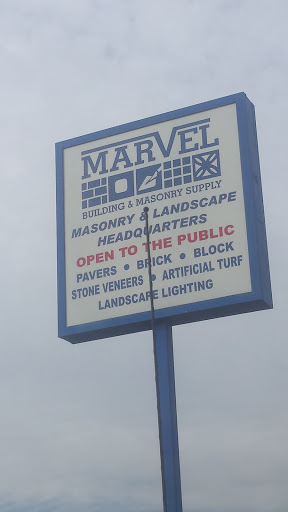 MARVEL
BUILDING & MASONRY SUPPLY
MASONRY & LANDSCAPE
HEADQUARTERS
OPEN TO THE PUBLIC
PAVERS • BRICK • BLOCK
STONE VENEERS • ARTIFICIAL TURF
LANDSCAPE LIGHTING